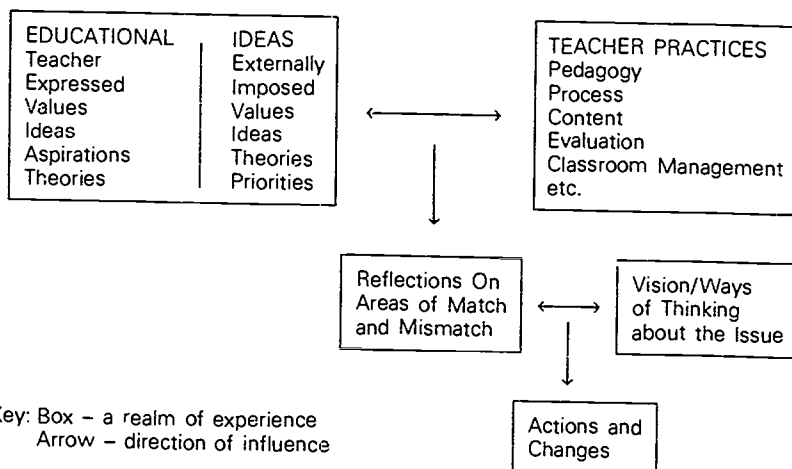 EDUCATIONAL
Teacher
Expressed
Values
Ideas
Aspirations
Theories
IDEAS
Externally
Imposed
Values
Ideas
Theories
Priorities
TEACHER PRACTICES
Pedagogy
Process
Content
Evaluation
Classroom Management
etc.
Reflections On
Areas of Match
and Mismatch
Vision/Ways
of Thinking
about the Issue
Actions and
Changes
Key: Box – a realm of experience
Arrow – direction of influence